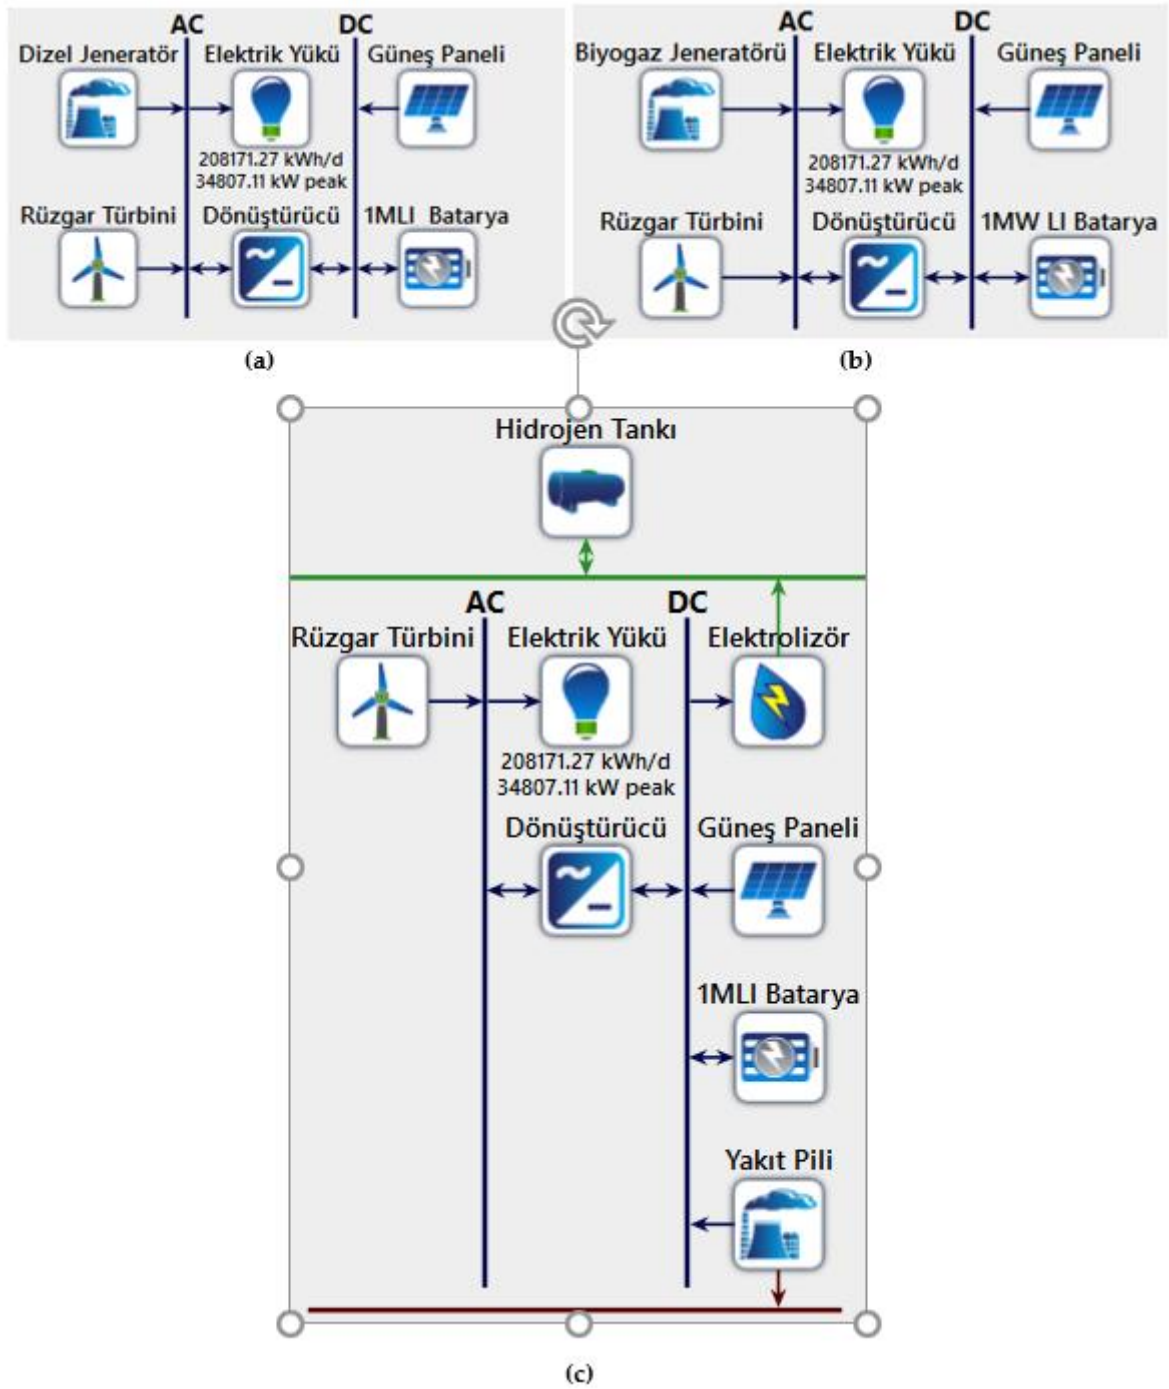 AC DC
Dizel Jeneratör Elektrik Yükü Güneş Paneli
208171.27 kWh/d
34807.11 kW peak
Rüzgar Türbini Dönüştürücü 1MLI Batarya
(a)
AC DC
Biyogaz Jeneratörü Elektrik Yükü Güneş Paneli
208171.27 kWh/d
34807.11 kW peak
Rüzgar Türbini Dönüştürücü 1MW LI Batarya
(b)
Hidrojen Tankı
AC DC
Rüzgar Türbini Elektrik Yükü Elektrolizör
208171.27 kWh/d
34807.11 kW peak
Dönüştürücü Güneş Paneli
1MLI Batarya
Yakıt Pili
(c)